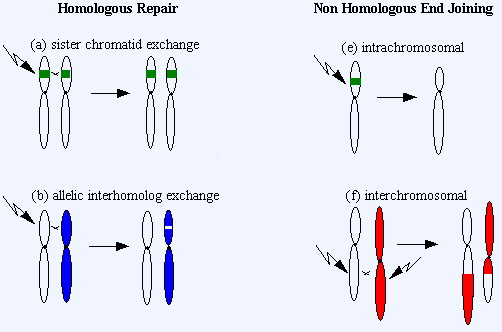 Homologous Repair
Non Homologous End Joining
(a) sister chromatid exchange
(e) intrachromosomal
(b) allelic interhomolog exchange
(f) interchromosomal